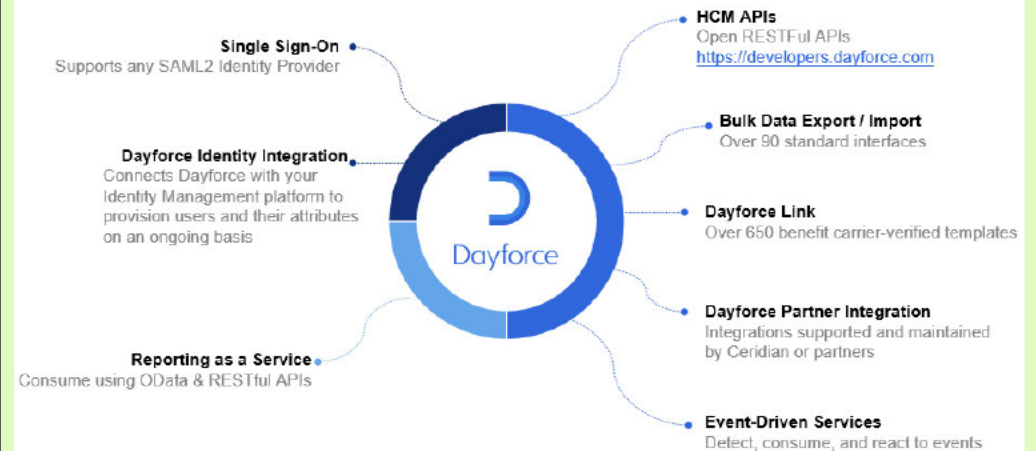 Single Sign-On
Supports any SAML2 Identity Provider
Dayforce Identity Integration
Connects Dayforce with your
Identity Management platform to
provision users and their attributes
on an ongoing basis
Reporting as a Service
Consume using OData & RESTful APIs
Dayforce
HCM APIs
Open RESTFul APIs
https://developers.dayforce.com
Bulk Data Export / Import
Over 90 standard interfaces
Dayforce Link
Over 650 benefit carrier-verified templates
Dayforce Partner Integration
Integrations supported and maintained
by Ceridian or partners
Event-Driven Services
Detect, consume, and react to events